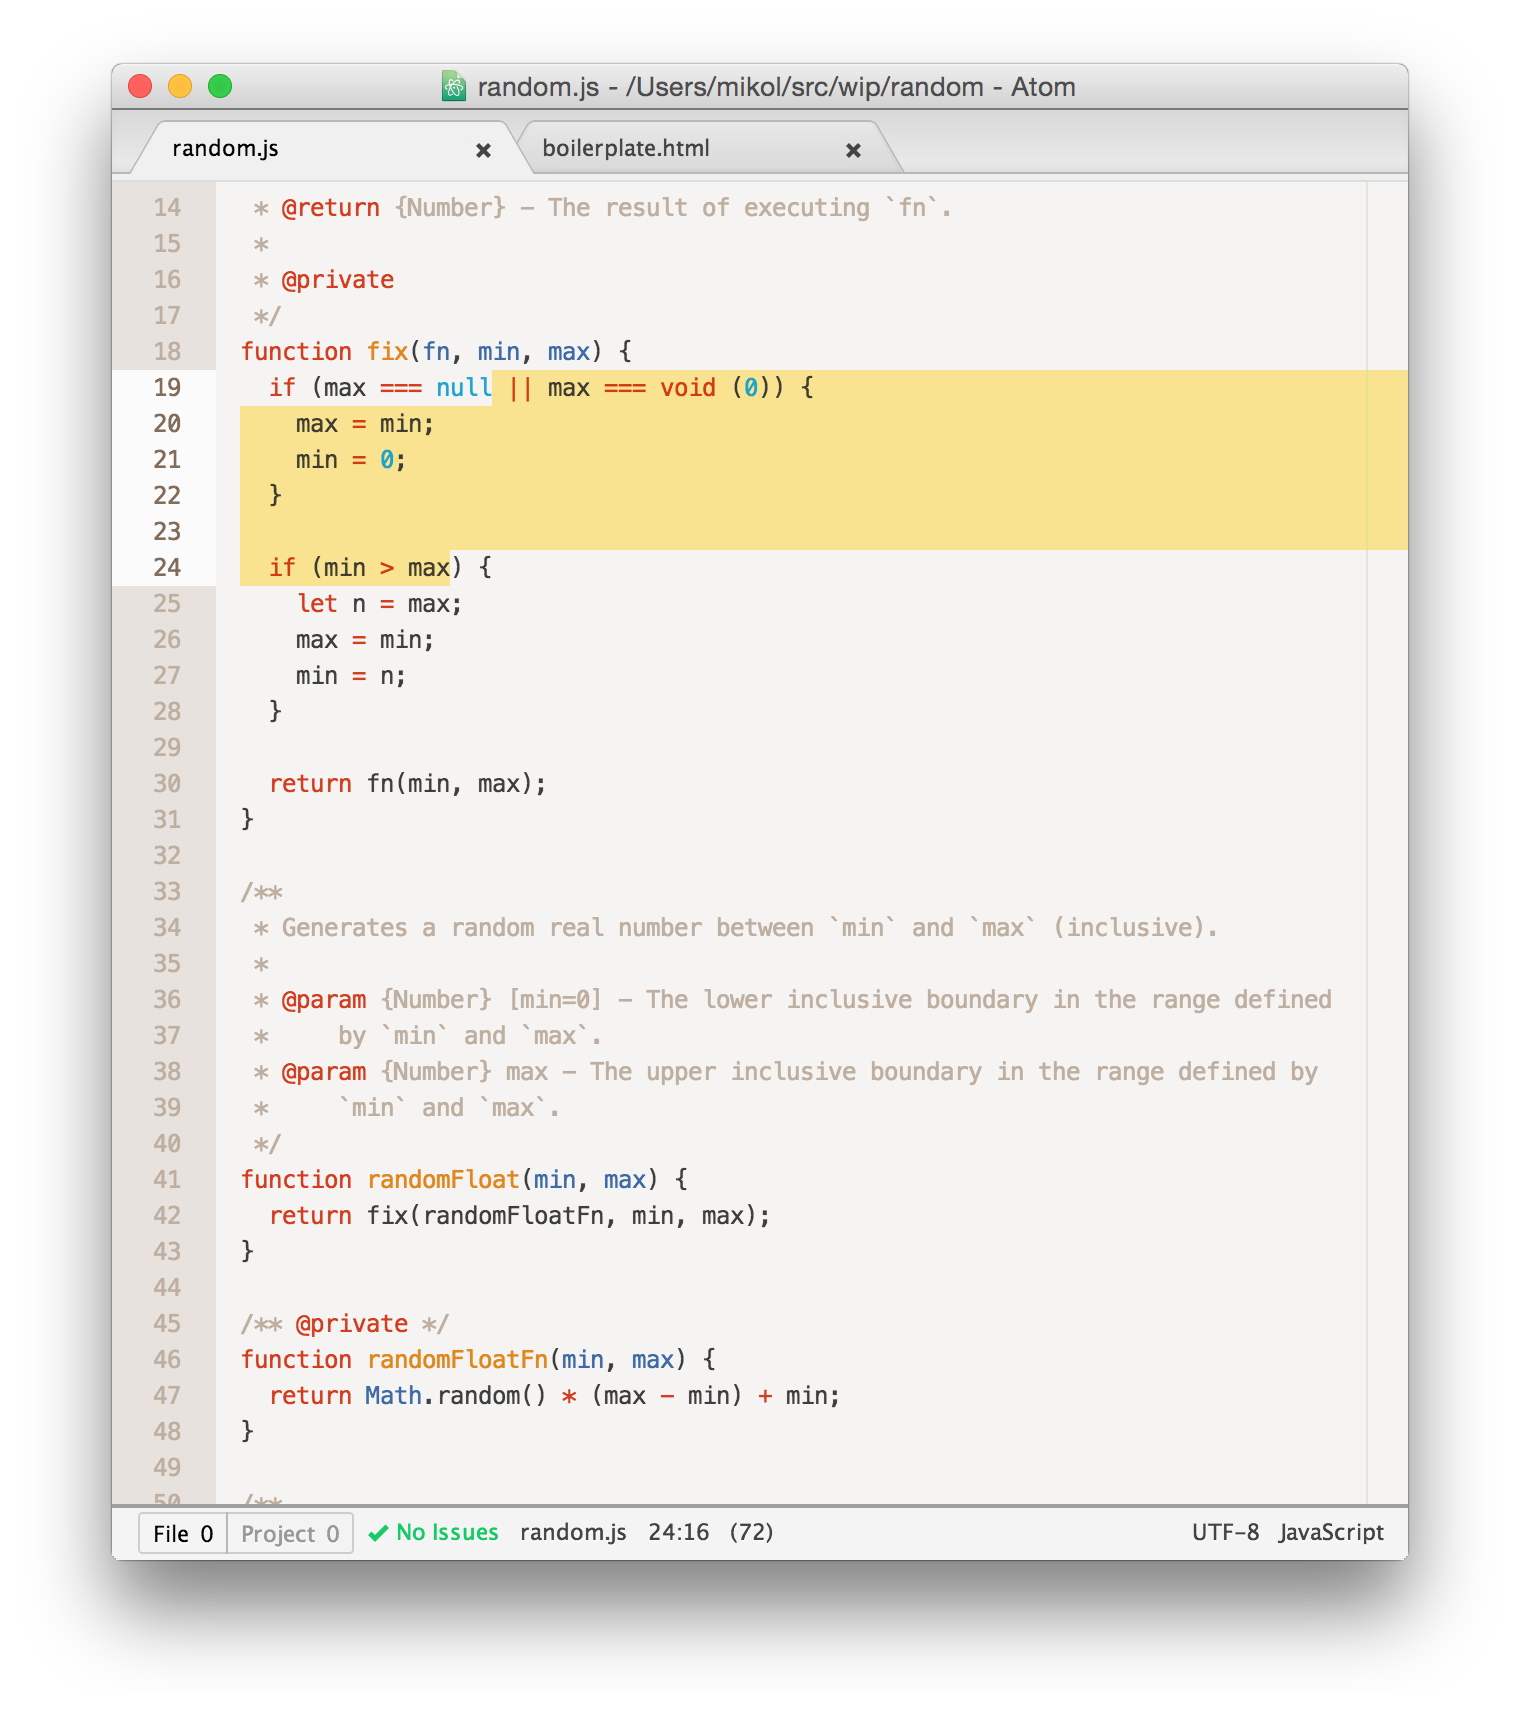 random.js - /Users/mikol/src/wip/random - Atom
random.js × boilerplate.html ×
14  * @return {Number} – The result of executing `fn`.
15  *
16  * @private
17  */
18 function fix(fn, min, max) {
19   if (max === null || max === void (0)) {
20     max = min;
21     min = 0;
22   }
23
24   if (min > max) {
25     let n = max;
26     max = min;
27     min = n;
28   }
29
30   return fn(min, max);
31 }
32
33 /**
34  * Generates a random real number between `min` and `max` (inclusive).
35  *
36  * @param {Number} [min=0] – The lower inclusive boundary in the range defined
37  *     by `min` and `max`.
38  * @param {Number} max – The upper inclusive boundary in the range defined by
39  *     `min` and `max`.
40  */
41 function randomFloat(min, max) {
42   return fix(randomFloatFn, min, max);
43 }
44
45 /** @private */
46 function randomFloatFn(min, max) {
47   return Math.random() * (max - min) + min;
48 }
49
50 /**
File 0 Project 0 No Issues random.js 24:16 (72) UTF-8 JavaScript